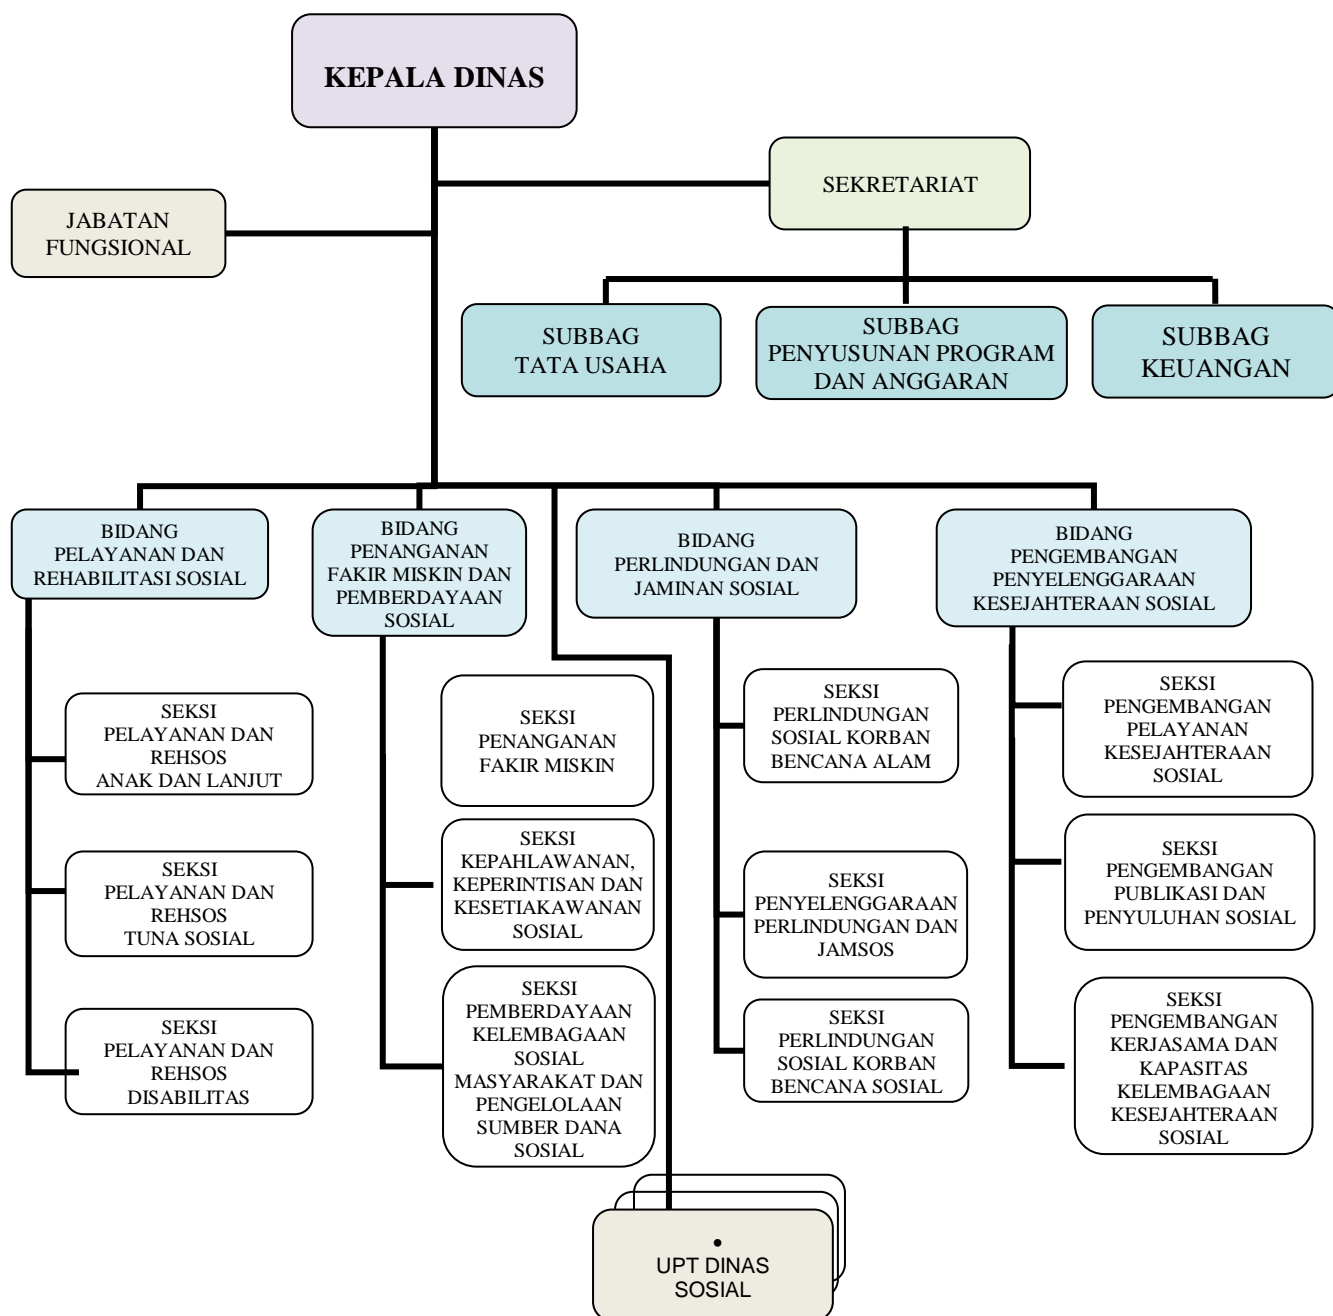 KEPALA DINAS
SEKRETARIAT
JABATAN
FUNGSIONAL
SUBBAG
TATA USAHA
SUBBAG
PENYUSUNAN PROGRAM
DAN ANGGARAN
SUBBAG
KEUANGAN
BIDANG
PELAYANAN DAN
REHABILITASI SOSIAL
BIDANG
PENANGANAN
FAKIR MISKIN DAN
PEMBERDAYAAN
SOSIAL
BIDANG
PERLINDUNGAN DAN
JAMINAN SOSIAL
BIDANG
PENGEMBANGAN
PENYELENGGARAAN
KESEJAHTERAAN SOSIAL
SEKSI
PELAYANAN DAN
REHSOS
ANAK DAN LANJUT
SEKSI
PELAYANAN DAN
REHSOS
TUNA SOSIAL
SEKSI
PELAYANAN DAN
REHSOS
DISABILITAS
SEKSI
PENANGANAN
FAKIR MISKIN
SEKSI
KEPAHLAWANAN,
KEPERINTISAN DAN
KESETIAKAWANAN
SOSIAL
SEKSI
PEMBERDAYAAN
KELEMBAGAAN
SOSIAL
MASYARAKAT DAN
PENGELOLAAN
SUMBER DANA
SOSIAL
SEKSI
PERLINDUNGAN
SOSIAL KORBAN
BENCANA ALAM
SEKSI
PENYELENGGARAAN
PERLINDUNGAN DAN
JAMSOS
SEKSI
PERLINDUNGAN
SOSIAL KORBAN
BENCANA SOSIAL
SEKSI
PENGEMBANGAN
PELAYANAN
KESEJAHTERAAN
SOSIAL
SEKSI
PENGEMBANGAN
PUBLIKASI DAN
PENYULUHAN SOSIAL
SEKSI
PENGEMBANGAN
KERJASAMA DAN
KAPASITAS
KELEMBAGAAN
KESEJAHTERAAN
SOSIAL
•
UPT DINAS
SOSIAL